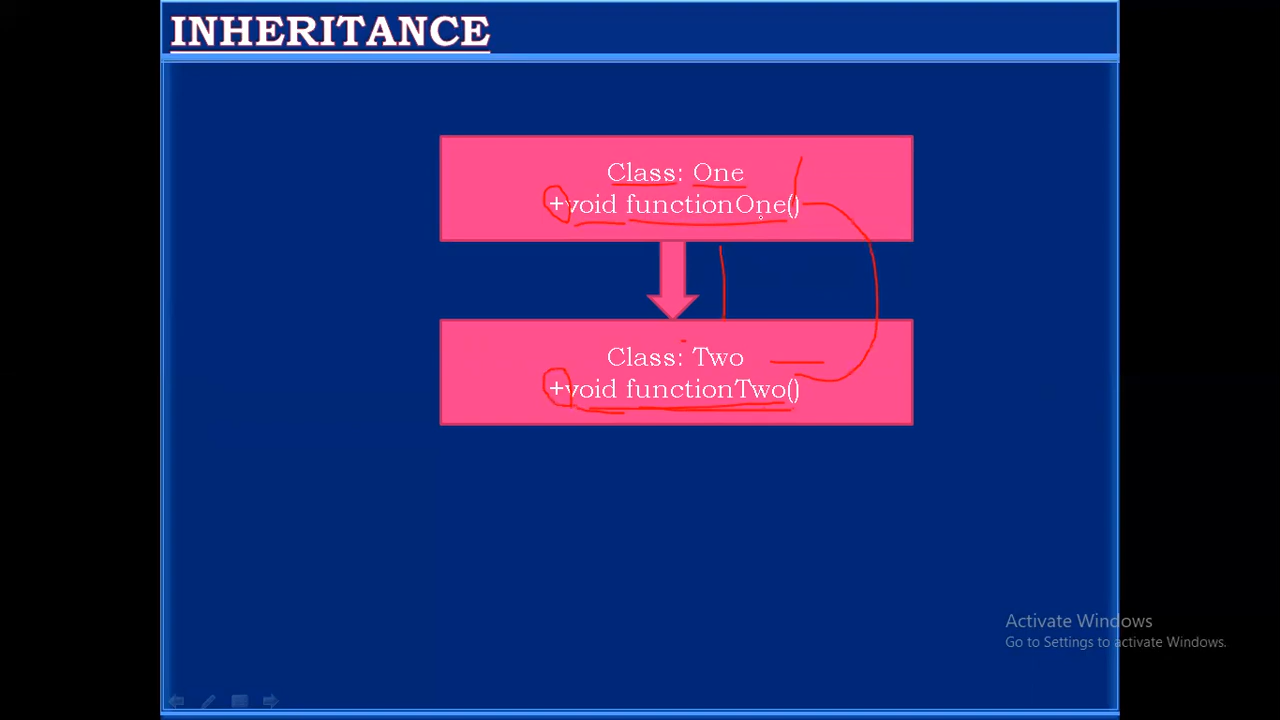 INHERITANCE
Class: One
+void functionOne()
Class: Two
+void functionTwo()
Activate Windows
Go to Settings to activate Windows.